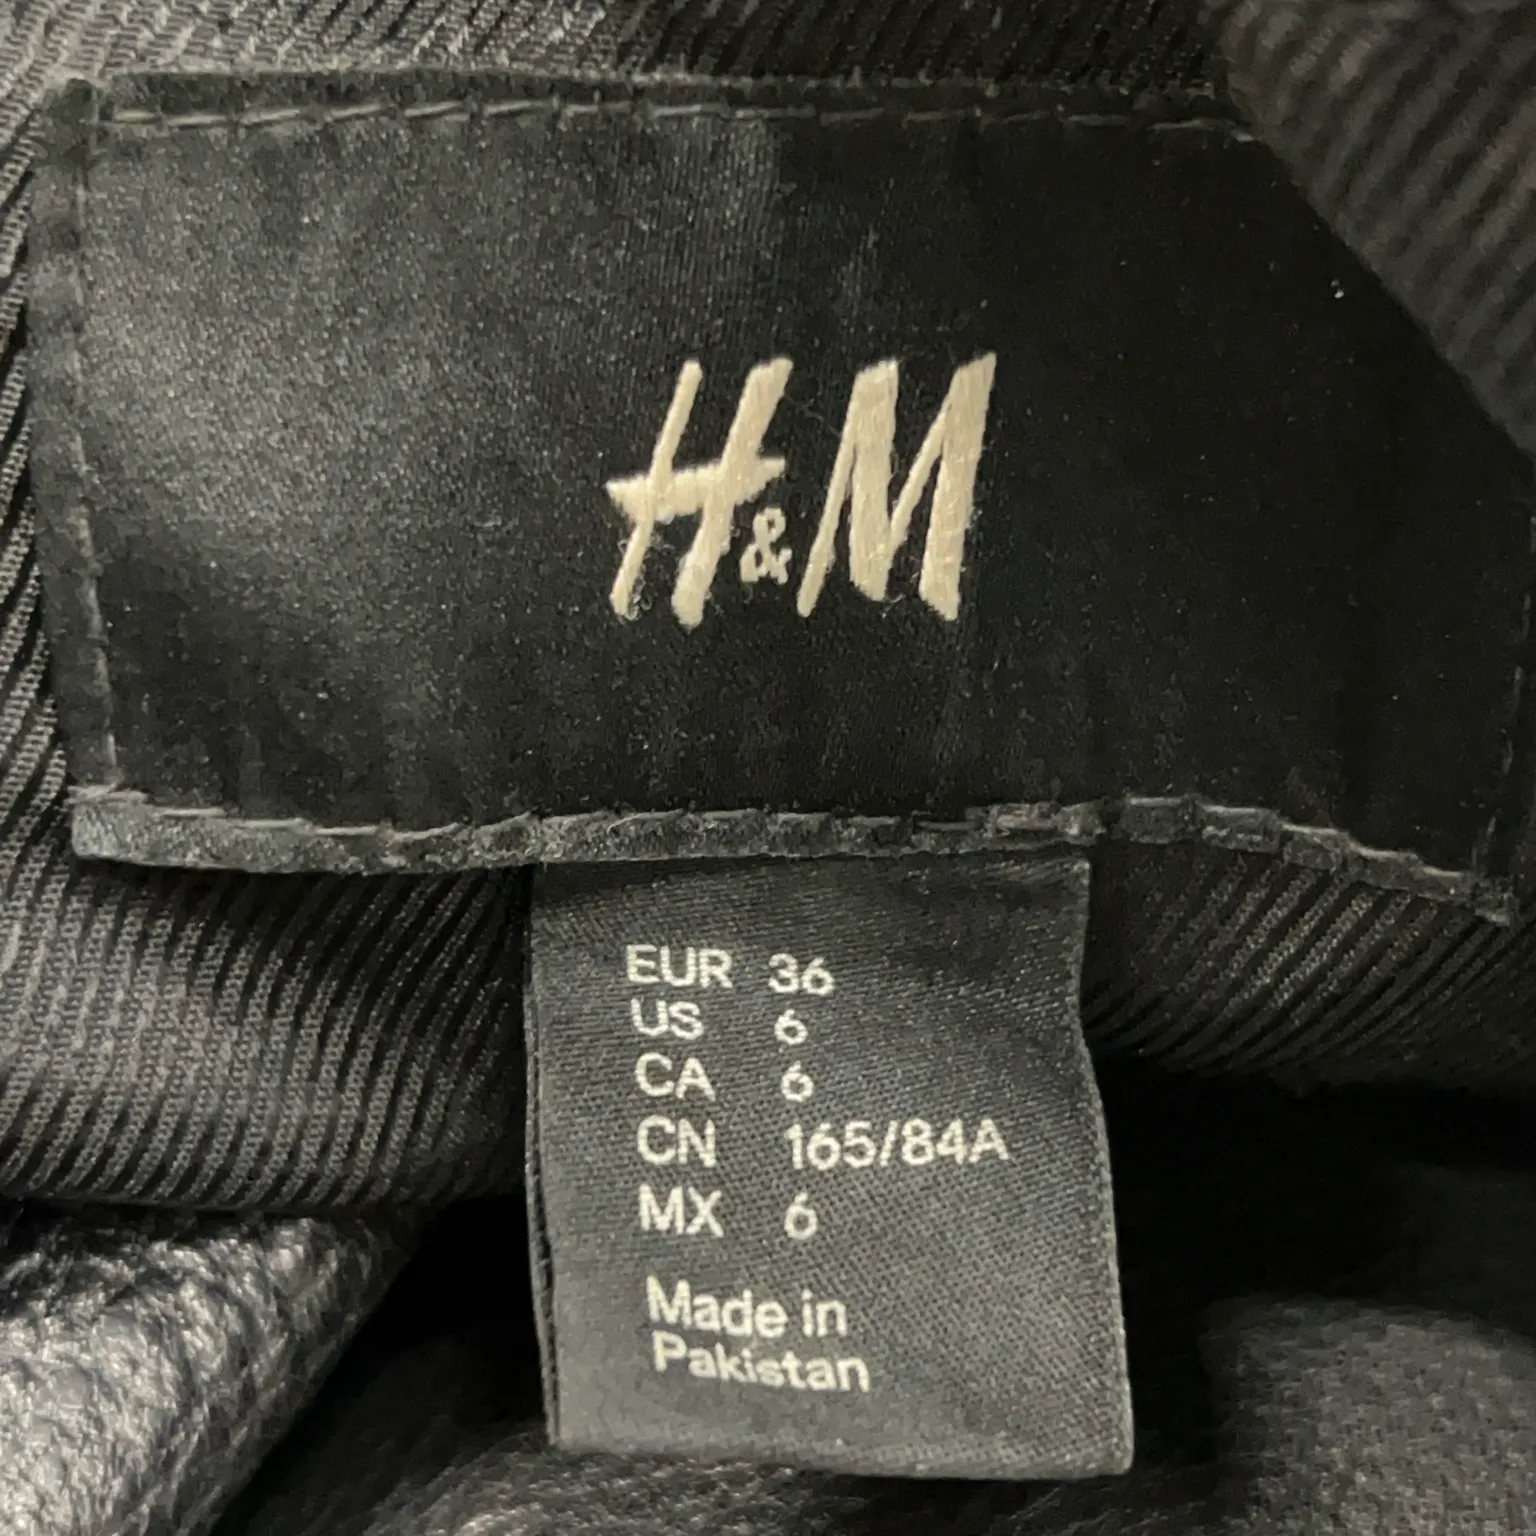 H&M
EUR 36
US 6
CA 6
CN 165/84A
MX 6
Made in
Pakistan